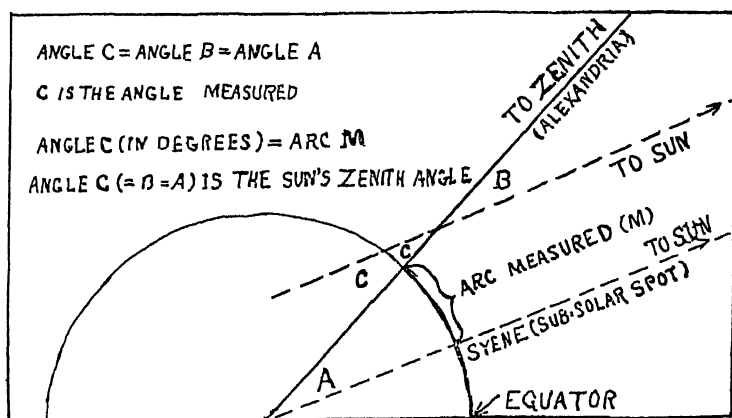 ANGLE C = ANGLE B = ANGLE A
C IS THE ANGLE MEASURED
ANGLE C (IN DEGREES) = ARC M
ANGLE C (= B = A) IS THE SUN'S ZENITH ANGLE
TO ZENITH
(ALEXANDRIA)
B
TO SUN
C
C
ARC MEASURED (M)
TO SUN
SYENE (SUB-SOLAR SPOT)
A
EQUATOR